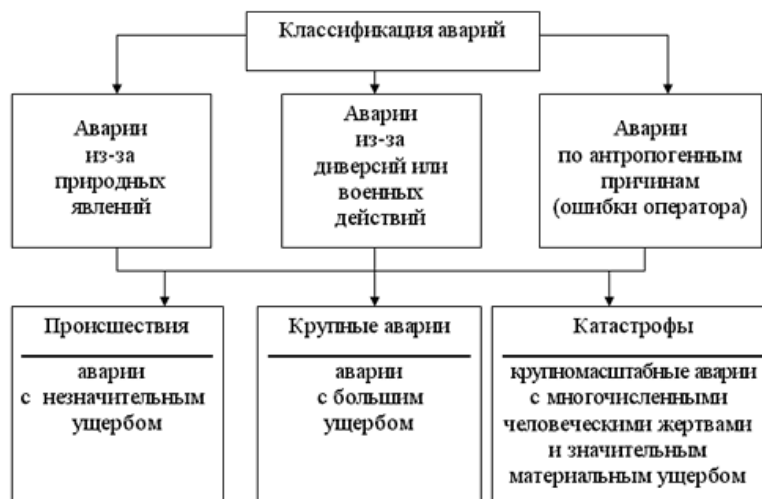 Классификация аварий
Аварии
из-за
природных
явлений
Аварии
из-за
диверсий или
военных
действий
Аварии
по антропогенным
причинам
(ошибки оператора)
Происшествия
аварии
с незначительным
ущербом
Крупные аварии
аварии
с большим
ущербом
Катастрофы
крупномасштабные аварии
с многочисленными
человеческими жертвами
и значительным
материальным ущербом